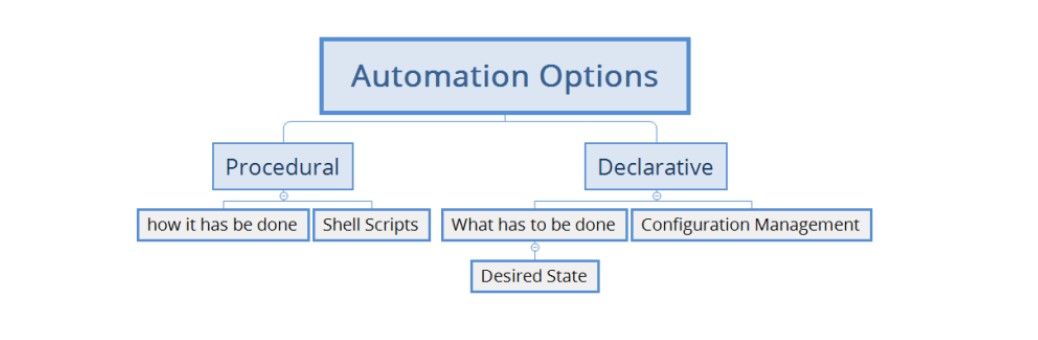 Automation Options
Procedural
Declarative
how it has be done
Shell Scripts
What has to be done
Configuration Management
Desired State